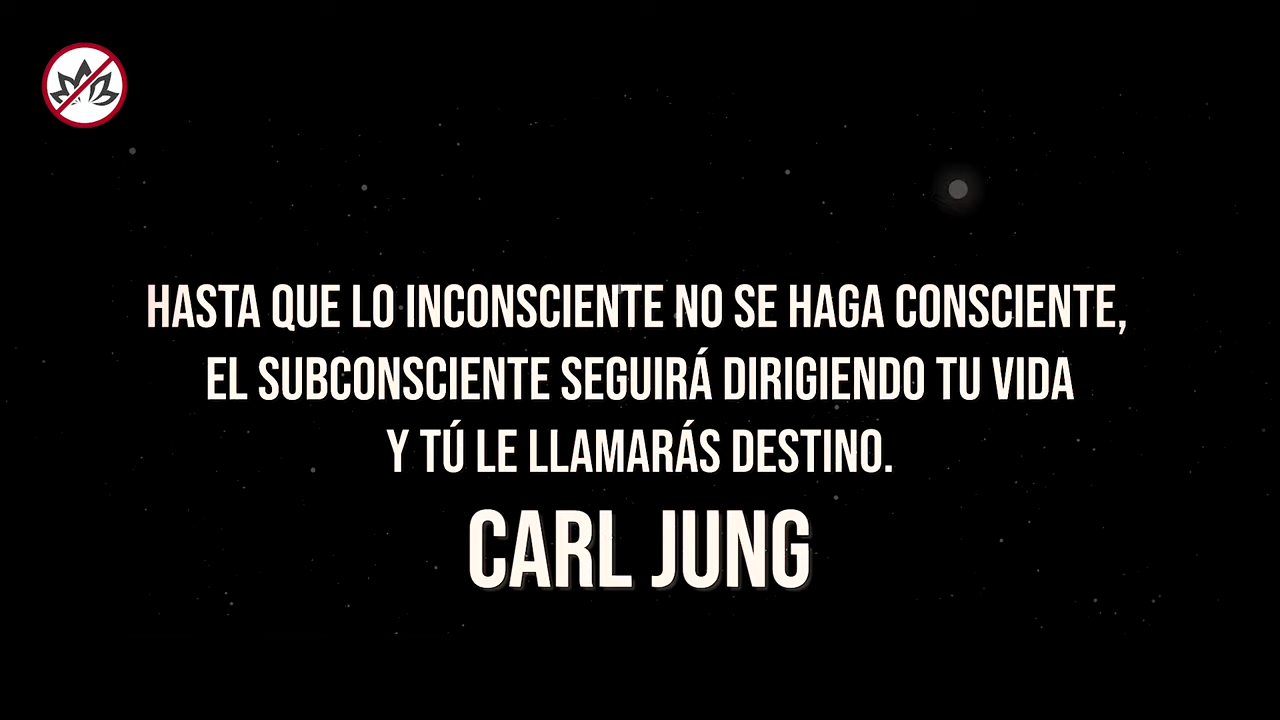 HASTA QUE LO INCONSCIENTE NO SE HAGA CONSCIENTE,
EL SUBCONSCIENTE SEGUIRÁ DIRIGIENDO TU VIDA
Y TÚ LE LLAMARÁS DESTINO.
CARL JUNG